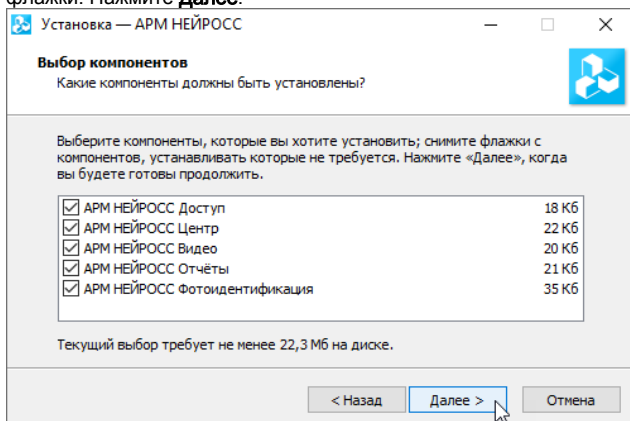 флажки. Нажмите Далее.
Установка — АРМ НЕЙРОСС
Выбор компонентов
Какие компоненты должны быть установлены?
Выберите компоненты, которые вы хотите установить; снимите флажки с
компонентов, устанавливать которые не требуется. Нажмите «Далее», когда
вы будете готовы продолжить.
АРМ НЕЙРОСС Доступ 18 Кб
АРМ НЕЙРОСС Центр 22 Кб
АРМ НЕЙРОСС Видео 20 Кб
АРМ НЕЙРОСС Отчёты 21 Кб
АРМ НЕЙРОСС Фотоидентификация 35 Кб
Текущий выбор требует не менее 22,3 Мб на диске.
< Назад Далее > Отмена